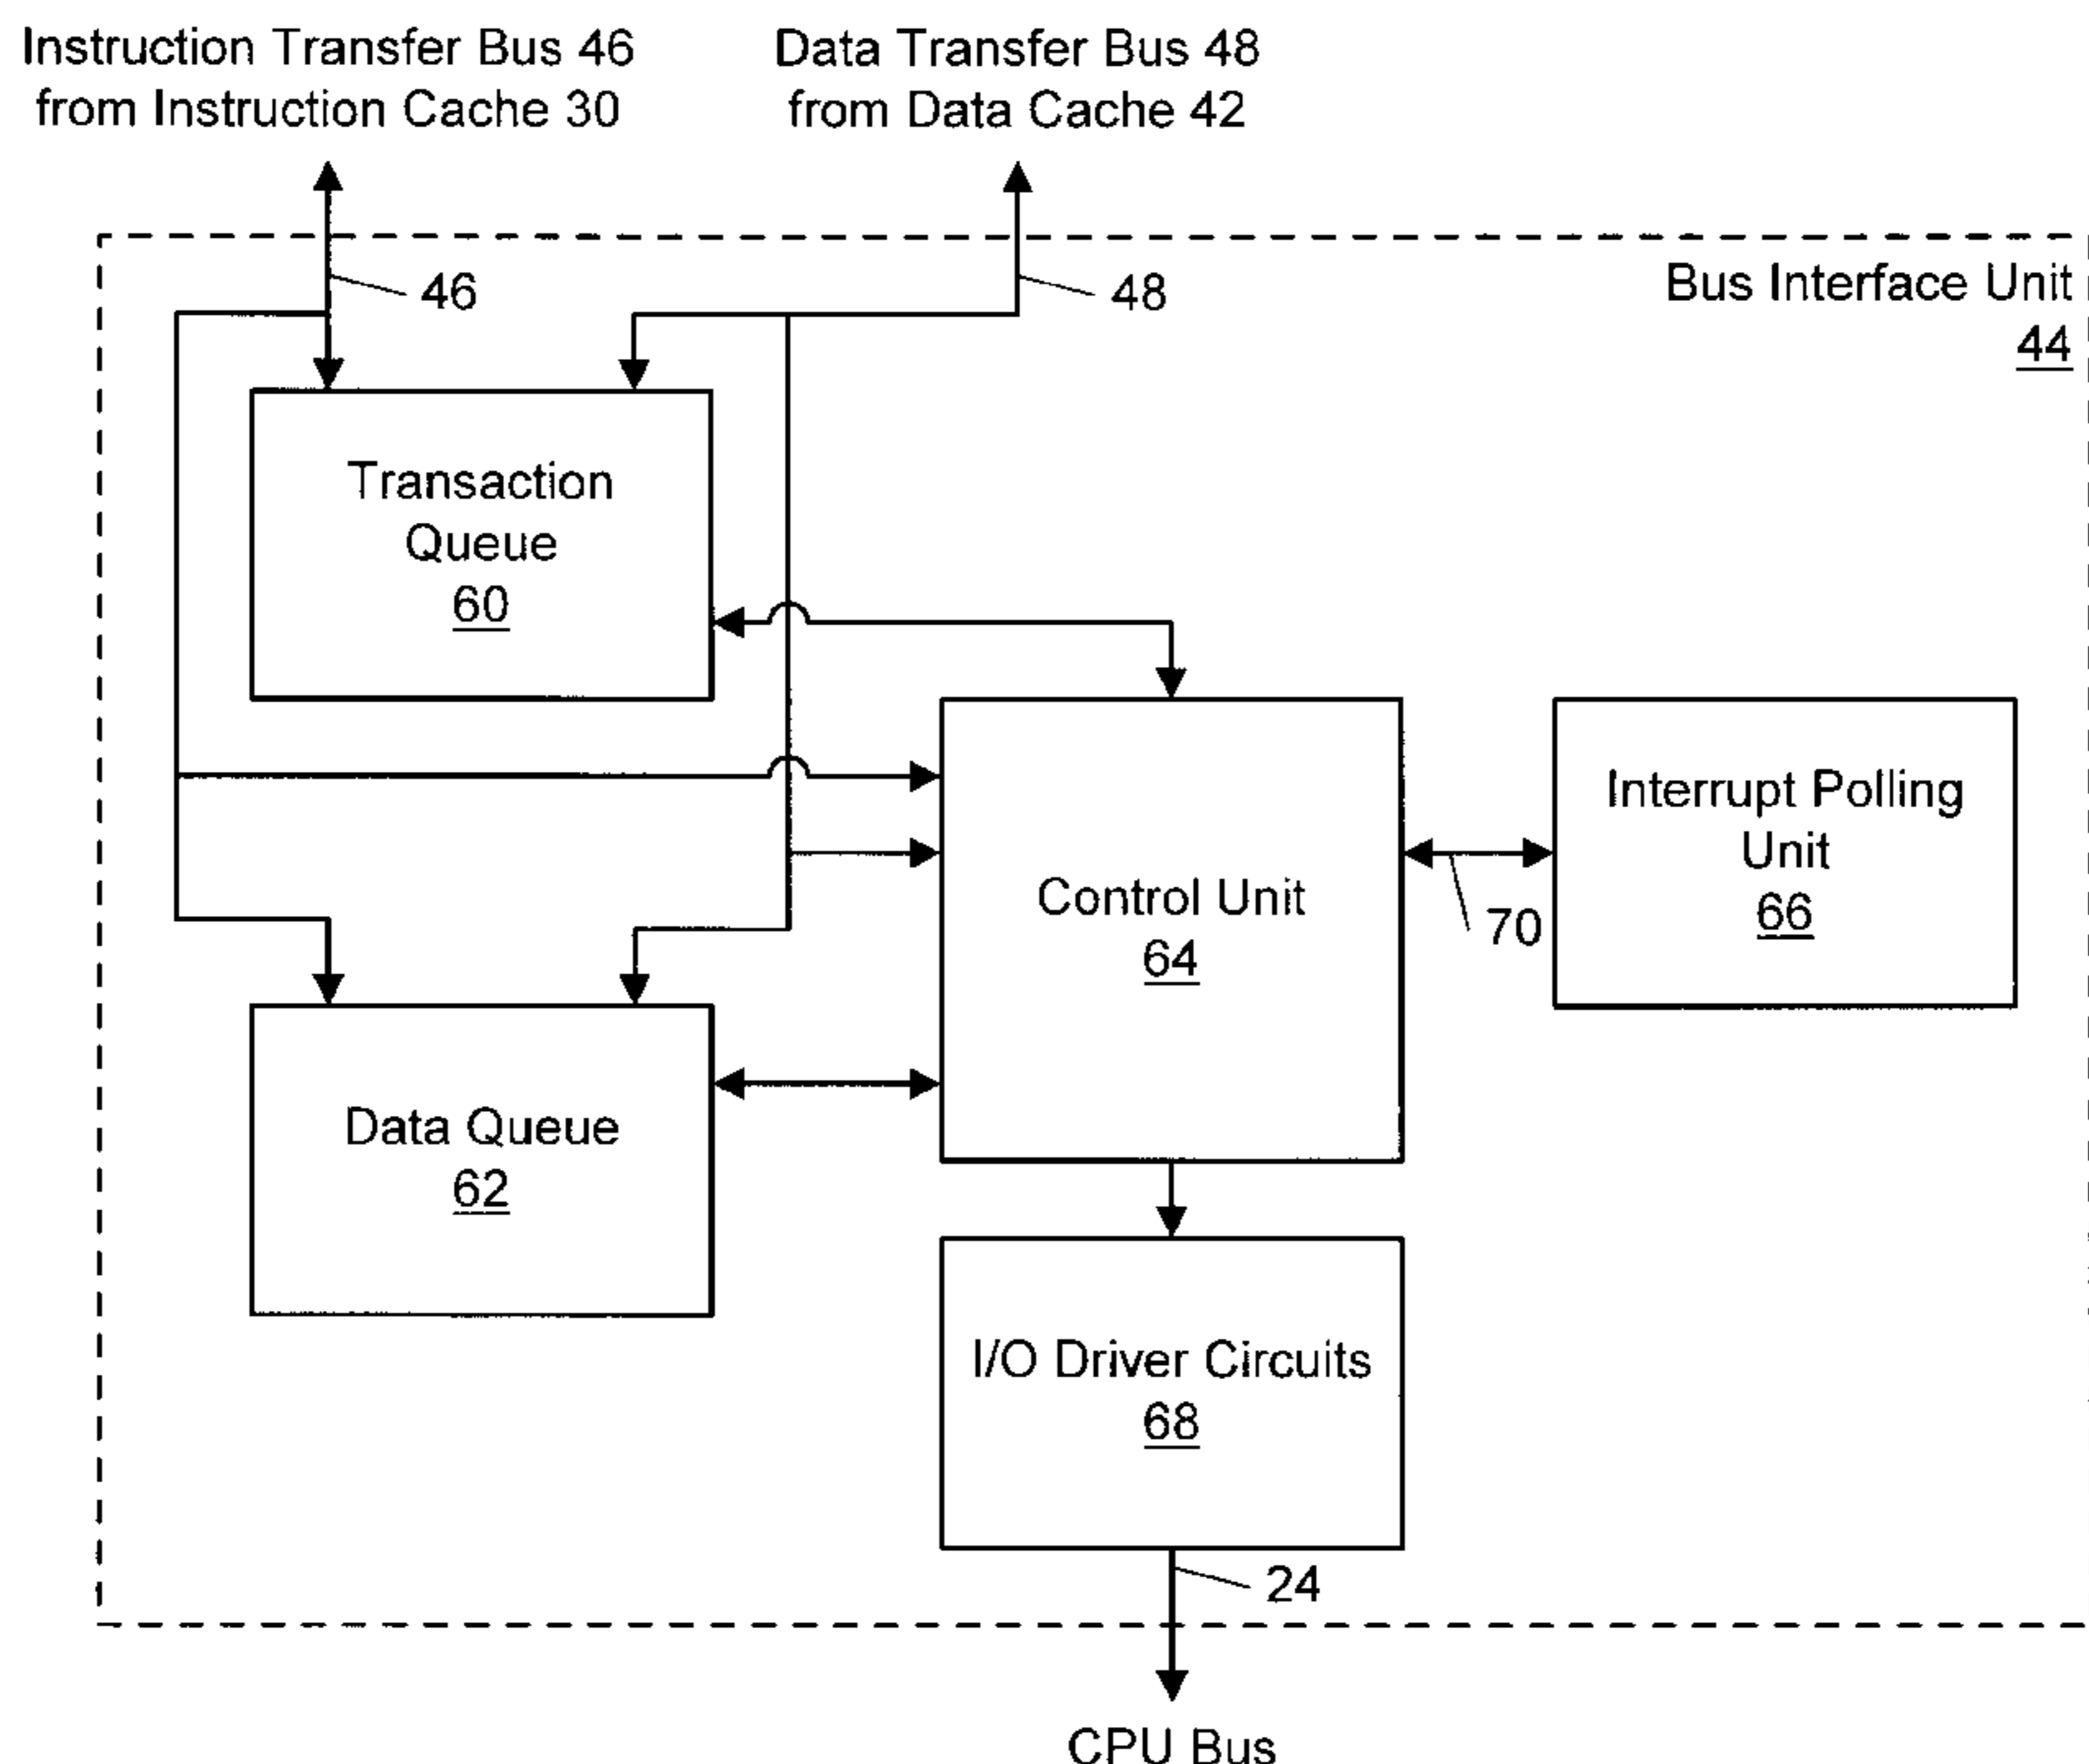 Instruction Transfer Bus 46
from Instruction Cache 30
Data Transfer Bus 48
from Data Cache 42
46
48
Bus Interface Unit
44
Transaction
Queue
60
Interrupt Polling
Unit
66
Control Unit
64
70
Data Queue
62
I/O Driver Circuits
68
24
CPU Bus